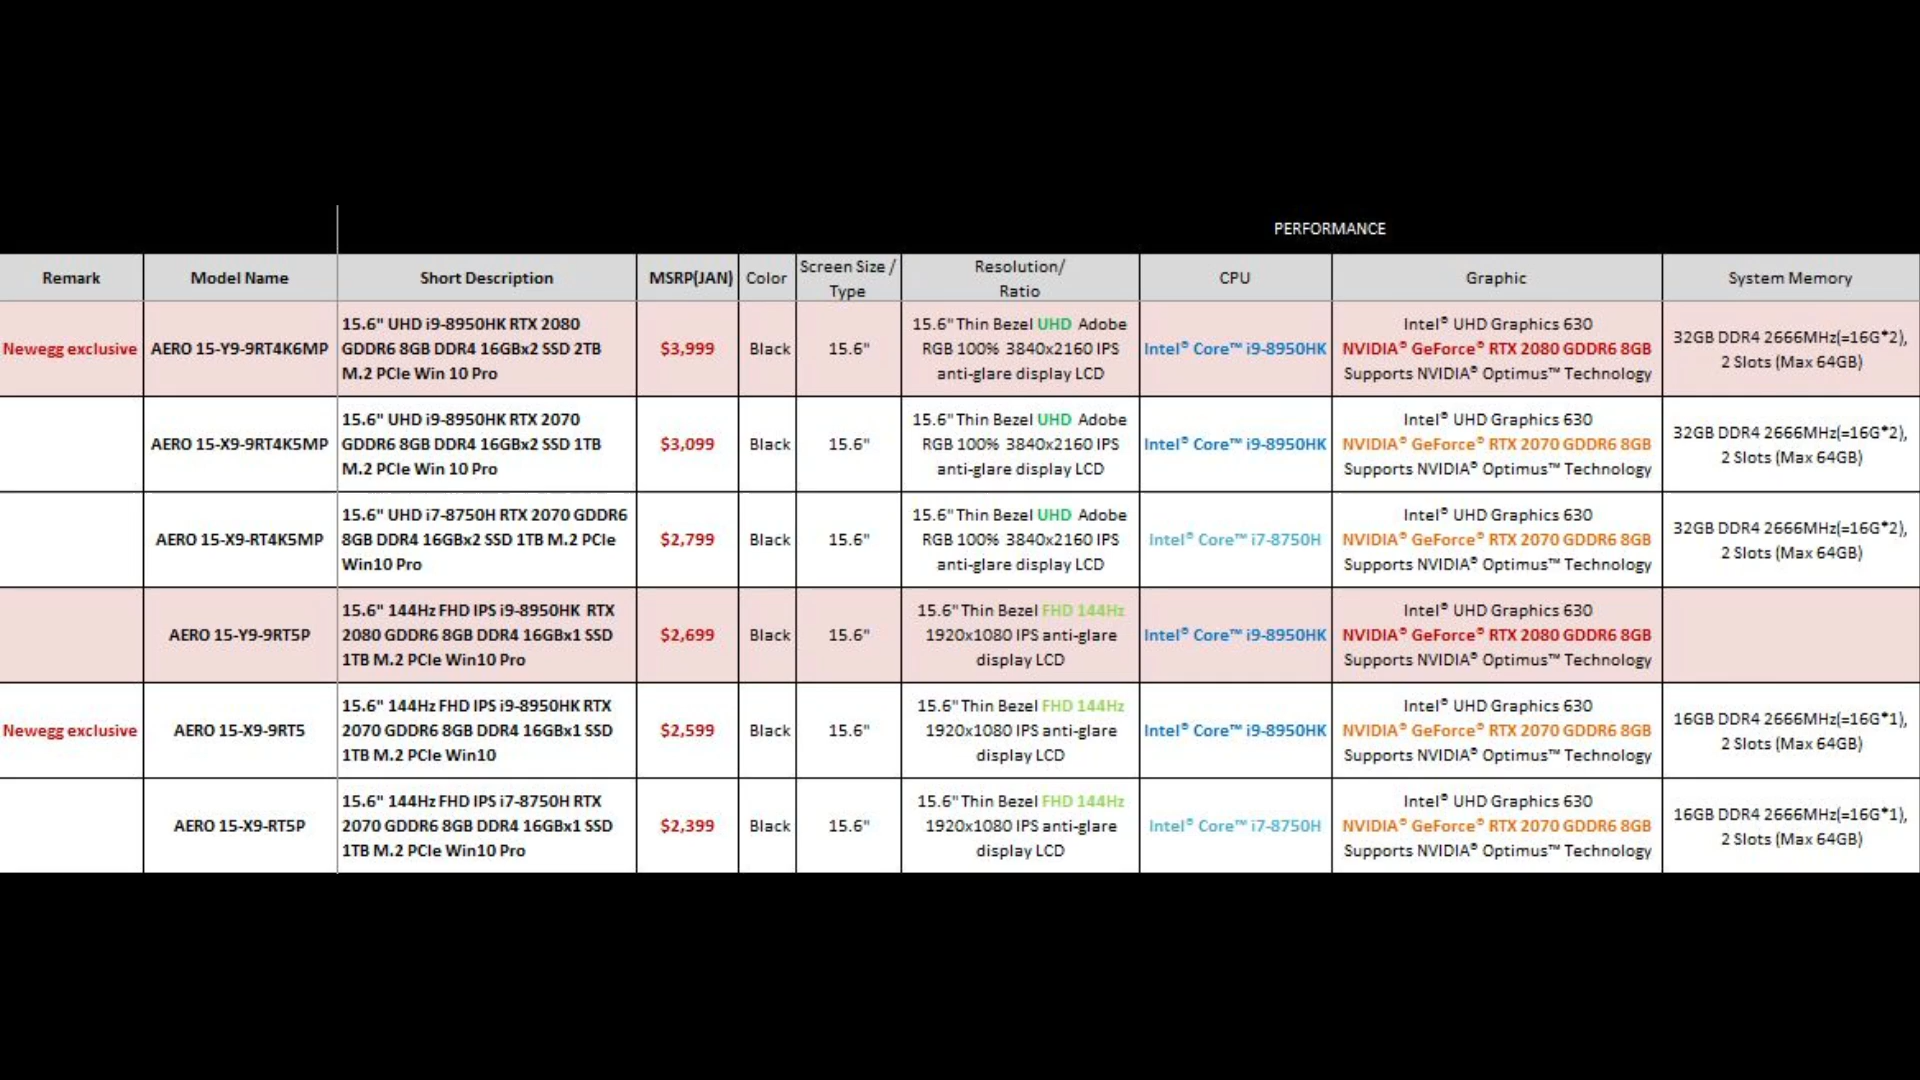 PERFORMANCE
Remark
Model Name
Short Description
MSRP(JAN)
Color
Screen Size /
Type
Resolution/
Ratio
CPU
Graphic
System Memory
Newegg exclusive
AERO 15-Y9-9RT4K6MP
15.6" UHD i9-8950HK RTX 2080
GDDR6 8GB DDR4 16GBx2 SSD 2TB
M.2 PCIe Win 10 Pro
$3,999
Black
15.6"
15.6" Thin Bezel UHD Adobe
RGB 100% 3840x2160 IPS
anti-glare display LCD
Intel® Core™ i9-8950HK
Intel® UHD Graphics 630
NVIDIA® GeForce® RTX 2080 GDDR6 8GB
Supports NVIDIA® Optimus™ Technology
32GB DDR4 2666MHz(=16G*2),
2 Slots (Max 64GB)
AERO 15-X9-9RT4K5MP
15.6" UHD i9-8950HK RTX 2070
GDDR6 8GB DDR4 16GBx2 SSD 1TB
M.2 PCIe Win 10 Pro
$3,099
Black
15.6"
15.6" Thin Bezel UHD Adobe
RGB 100% 3840x2160 IPS
anti-glare display LCD
Intel® Core™ i9-8950HK
Intel® UHD Graphics 630
NVIDIA® GeForce® RTX 2070 GDDR6 8GB
Supports NVIDIA® Optimus™ Technology
32GB DDR4 2666MHz(=16G*2),
2 Slots (Max 64GB)
AERO 15-X9-RT4K5MP
15.6" UHD i7-8750H RTX 2070 GDDR6
8GB DDR4 16GBx2 SSD 1TB M.2 PCIe
Win10 Pro
$2,799
Black
15.6"
15.6" Thin Bezel UHD Adobe
RGB 100% 3840x2160 IPS
anti-glare display LCD
Intel® Core™ i7-8750H
Intel® UHD Graphics 630
NVIDIA® GeForce® RTX 2070 GDDR6 8GB
Supports NVIDIA® Optimus™ Technology
32GB DDR4 2666MHz(=16G*2),
2 Slots (Max 64GB)
AERO 15-Y9-9RT5P
15.6" 144Hz FHD IPS i9-8950HK RTX
2080 GDDR6 8GB DDR4 16GBx1 SSD
1TB M.2 PCIe Win10 Pro
$2,699
Black
15.6"
15.6" Thin Bezel FHD 144Hz
1920x1080 IPS anti-glare
display LCD
Intel® Core™ i9-8950HK
Intel® UHD Graphics 630
NVIDIA® GeForce® RTX 2080 GDDR6 8GB
Supports NVIDIA® Optimus™ Technology
Newegg exclusive
AERO 15-X9-9RT5
15.6" 144Hz FHD IPS i9-8950HK RTX
2070 GDDR6 8GB DDR4 16GBx1 SSD
1TB M.2 PCIe Win10
$2,599
Black
15.6"
15.6" Thin Bezel FHD 144Hz
1920x1080 IPS anti-glare
display LCD
Intel® Core™ i9-8950HK
Intel® UHD Graphics 630
NVIDIA® GeForce® RTX 2070 GDDR6 8GB
Supports NVIDIA® Optimus™ Technology
16GB DDR4 2666MHz(=16G*1),
2 Slots (Max 64GB)
AERO 15-X9-RT5P
15.6" 144Hz FHD IPS i7-8750H RTX
2070 GDDR6 8GB DDR4 16GBx1 SSD
1TB M.2 PCIe Win10 Pro
$2,399
Black
15.6"
15.6" Thin Bezel FHD 144Hz
1920x1080 IPS anti-glare
display LCD
Intel® Core™ i7-8750H
Intel® UHD Graphics 630
NVIDIA® GeForce® RTX 2070 GDDR6 8GB
Supports NVIDIA® Optimus™ Technology
16GB DDR4 2666MHz(=16G*1),
2 Slots (Max 64GB)